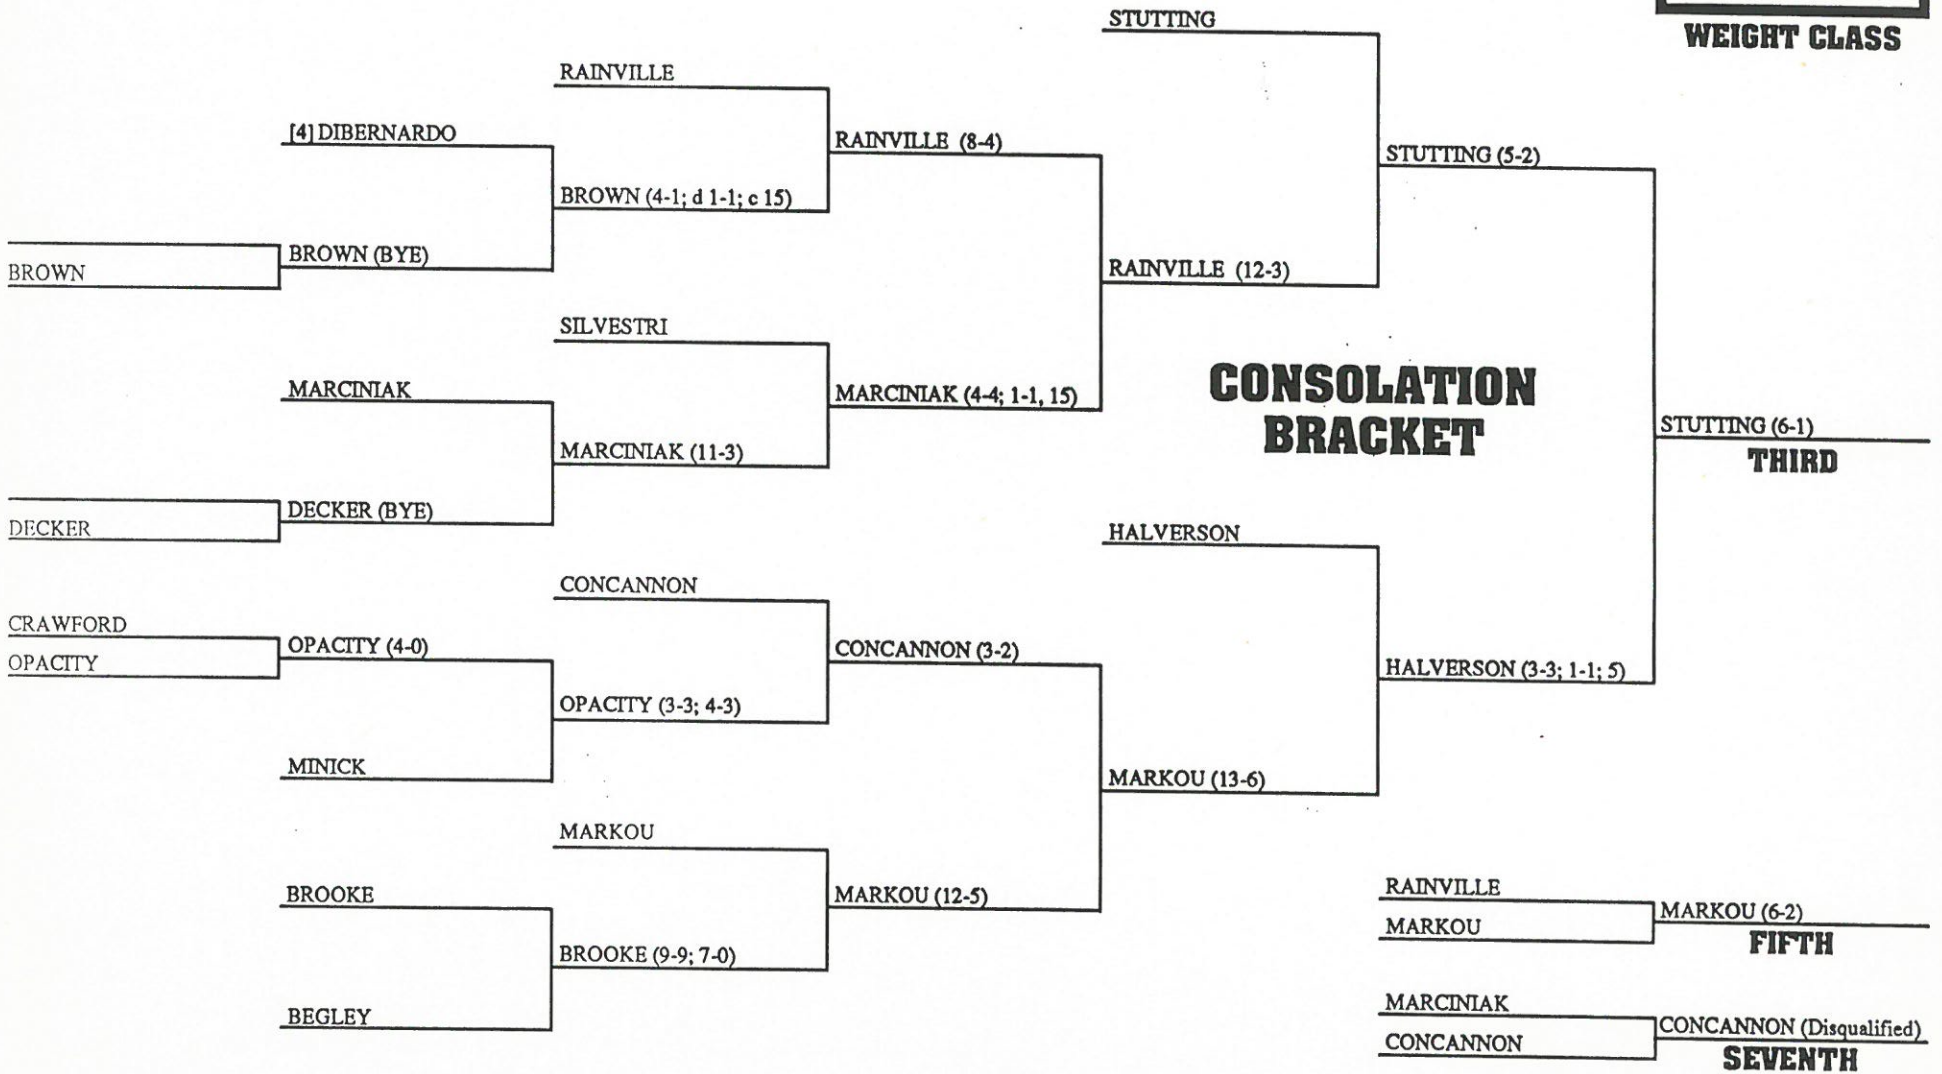 STUTTING
WEIGHT CLASS
RAINVILLE
[4] DIBERNARDO
RAINVILLE (8-4)
STUTTING (5-2)
BROWN (4-1; d 1-1; c 15)
BROWN (BYE)
BROWN
RAINVILLE (12-3)
SILVESTRI
MARCINIAK
MARCINIAK (4-4; 1-1, 15)
CONSOLATION
BRACKET
STUTTING (6-1)
THIRD
MARCINIAK (11-3)
DECKER (BYE)
DECKER
HALVERSON
CONCANNON
CRAWFORD
OPACITY (4-0)
OPACITY
CONCANNON (3-2)
HALVERSON (3-3; 1-1; 5)
OPACITY (3-3; 4-3)
MINICK
MARKOU (13-6)
MARKOU
BROOKE
MARKOU (12-5)
RAINVILLE
MARKOU
MARKOU (6-2)
FIFTH
BROOKE (9-9; 7-0)
BEGLEY
MARCINIAK
CONCANNON
CONCANNON (Disqualified)
SEVENTH